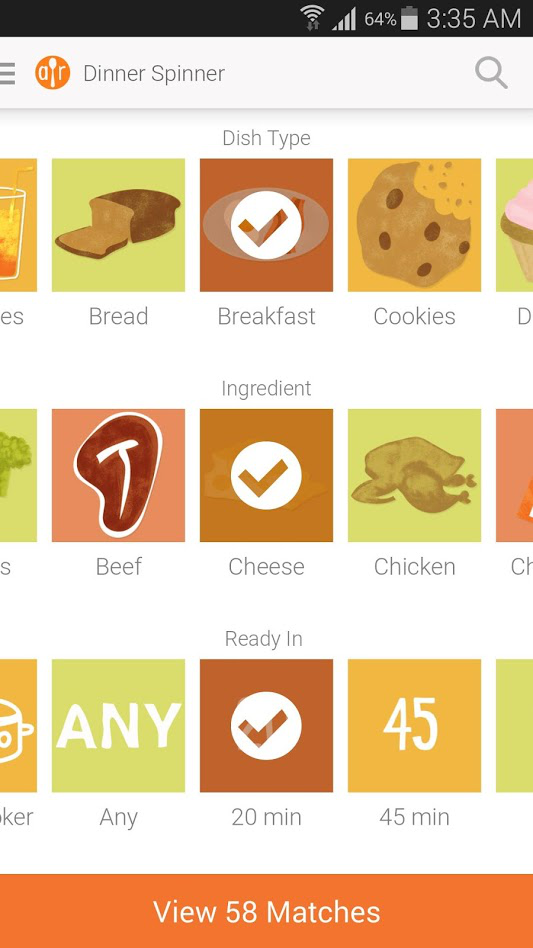 64% 3:35 AM
ar Dinner Spinner
Dish Type
es Bread Breakfast Cookies D
Ingredient
s Beef Cheese Chicken Ch
Ready In
ANY 45
ker Any 20 min 45 min
View 58 Matches